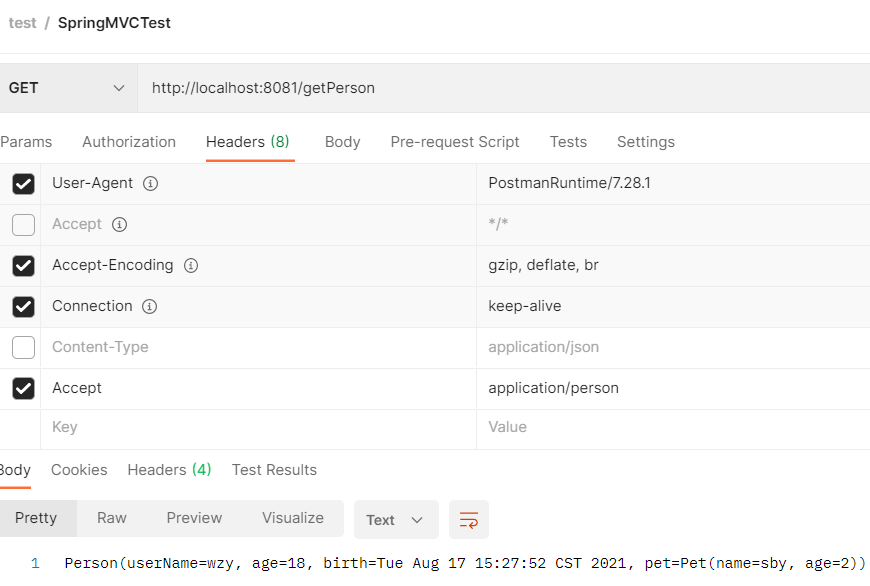 test / SpringMVCTest
GET http://localhost:8081/getPerson
Params Authorization Headers (8) Body Pre-request Script Tests Settings
User-Agent PostmanRuntime/7.28.1
Accept */*
Accept-Encoding gzip, deflate, br
Connection keep-alive
Content-Type application/json
Accept application/person
Key Value
Body Cookies Headers (4) Test Results
Pretty Raw Preview Visualize Text
1 Person(userName=wzy, age=18, birth=Tue Aug 17 15:27:52 CST 2021, pet=Pet(name=sby, age=2))